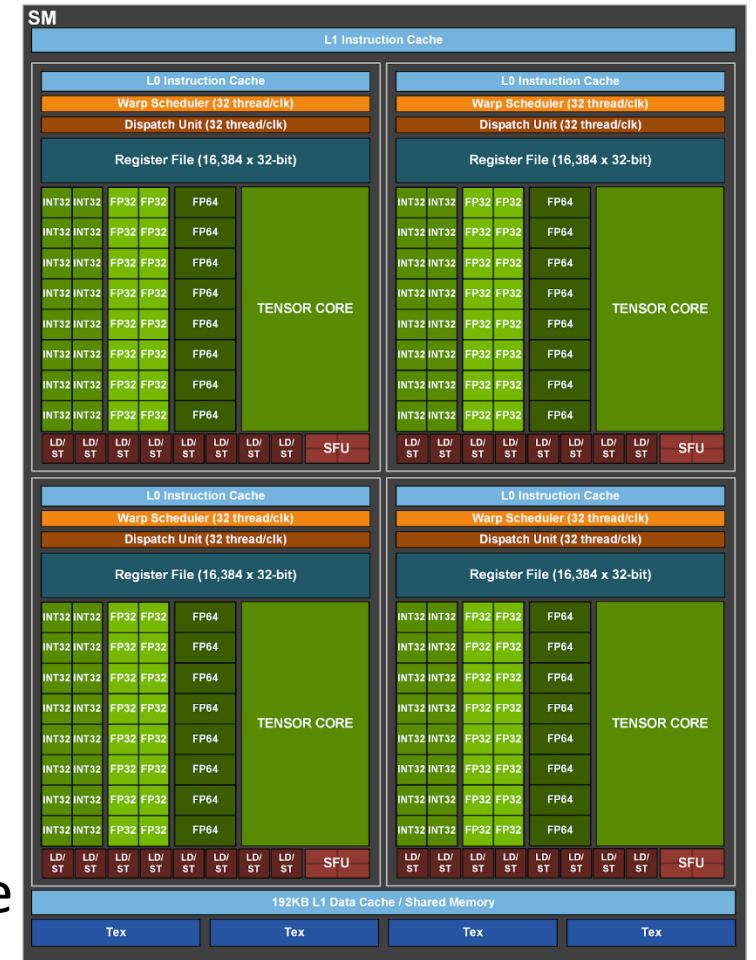 SM
L1 Instruction Cache
L0 Instruction Cache
Warp Scheduler (32 thread/clk)
Dispatch Unit (32 thread/clk)
Register File (16,384 x 32-bit)
INT32 INT32 FP32 FP32 FP64
INT32 INT32 FP32 FP32 FP64
INT32 INT32 FP32 FP32 FP64
INT32 INT32 FP32 FP32 FP64
TENSOR CORE
INT32 INT32 FP32 FP32 FP64
INT32 INT32 FP32 FP32 FP64
INT32 INT32 FP32 FP32 FP64
INT32 INT32 FP32 FP32 FP64
LD/ LD/ LD/ LD/ LD/ LD/ LD/ LD/ SFU
ST ST ST ST ST ST ST ST
L0 Instruction Cache
Warp Scheduler (32 thread/clk)
Dispatch Unit (32 thread/clk)
Register File (16,384 x 32-bit)
INT32 INT32 FP32 FP32 FP64
INT32 INT32 FP32 FP32 FP64
INT32 INT32 FP32 FP32 FP64
INT32 INT32 FP32 FP32 FP64
TENSOR CORE
INT32 INT32 FP32 FP32 FP64
INT32 INT32 FP32 FP32 FP64
INT32 INT32 FP32 FP32 FP64
INT32 INT32 FP32 FP32 FP64
LD/ LD/ LD/ LD/ LD/ LD/ LD/ LD/ SFU
ST ST ST ST ST ST ST ST
L0 Instruction Cache
Warp Scheduler (32 thread/clk)
Dispatch Unit (32 thread/clk)
Register File (16,384 x 32-bit)
INT32 INT32 FP32 FP32 FP64
INT32 INT32 FP32 FP32 FP64
INT32 INT32 FP32 FP32 FP64
INT32 INT32 FP32 FP32 FP64
TENSOR CORE
INT32 INT32 FP32 FP32 FP64
INT32 INT32 FP32 FP32 FP64
INT32 INT32 FP32 FP32 FP64
INT32 INT32 FP32 FP32 FP64
LD/ LD/ LD/ LD/ LD/ LD/ LD/ LD/ SFU
ST ST ST ST ST ST ST ST
L0 Instruction Cache
Warp Scheduler (32 thread/clk)
Dispatch Unit (32 thread/clk)
Register File (16,384 x 32-bit)
INT32 INT32 FP32 FP32 FP64
INT32 INT32 FP32 FP32 FP64
INT32 INT32 FP32 FP32 FP64
INT32 INT32 FP32 FP32 FP64
TENSOR CORE
INT32 INT32 FP32 FP32 FP64
INT32 INT32 FP32 FP32 FP64
INT32 INT32 FP32 FP32 FP64
INT32 INT32 FP32 FP32 FP64
LD/ LD/ LD/ LD/ LD/ LD/ LD/ LD/ SFU
ST ST ST ST ST ST ST ST
e
192KB L1 Data Cache / Shared Memory
Tex Tex Tex Tex